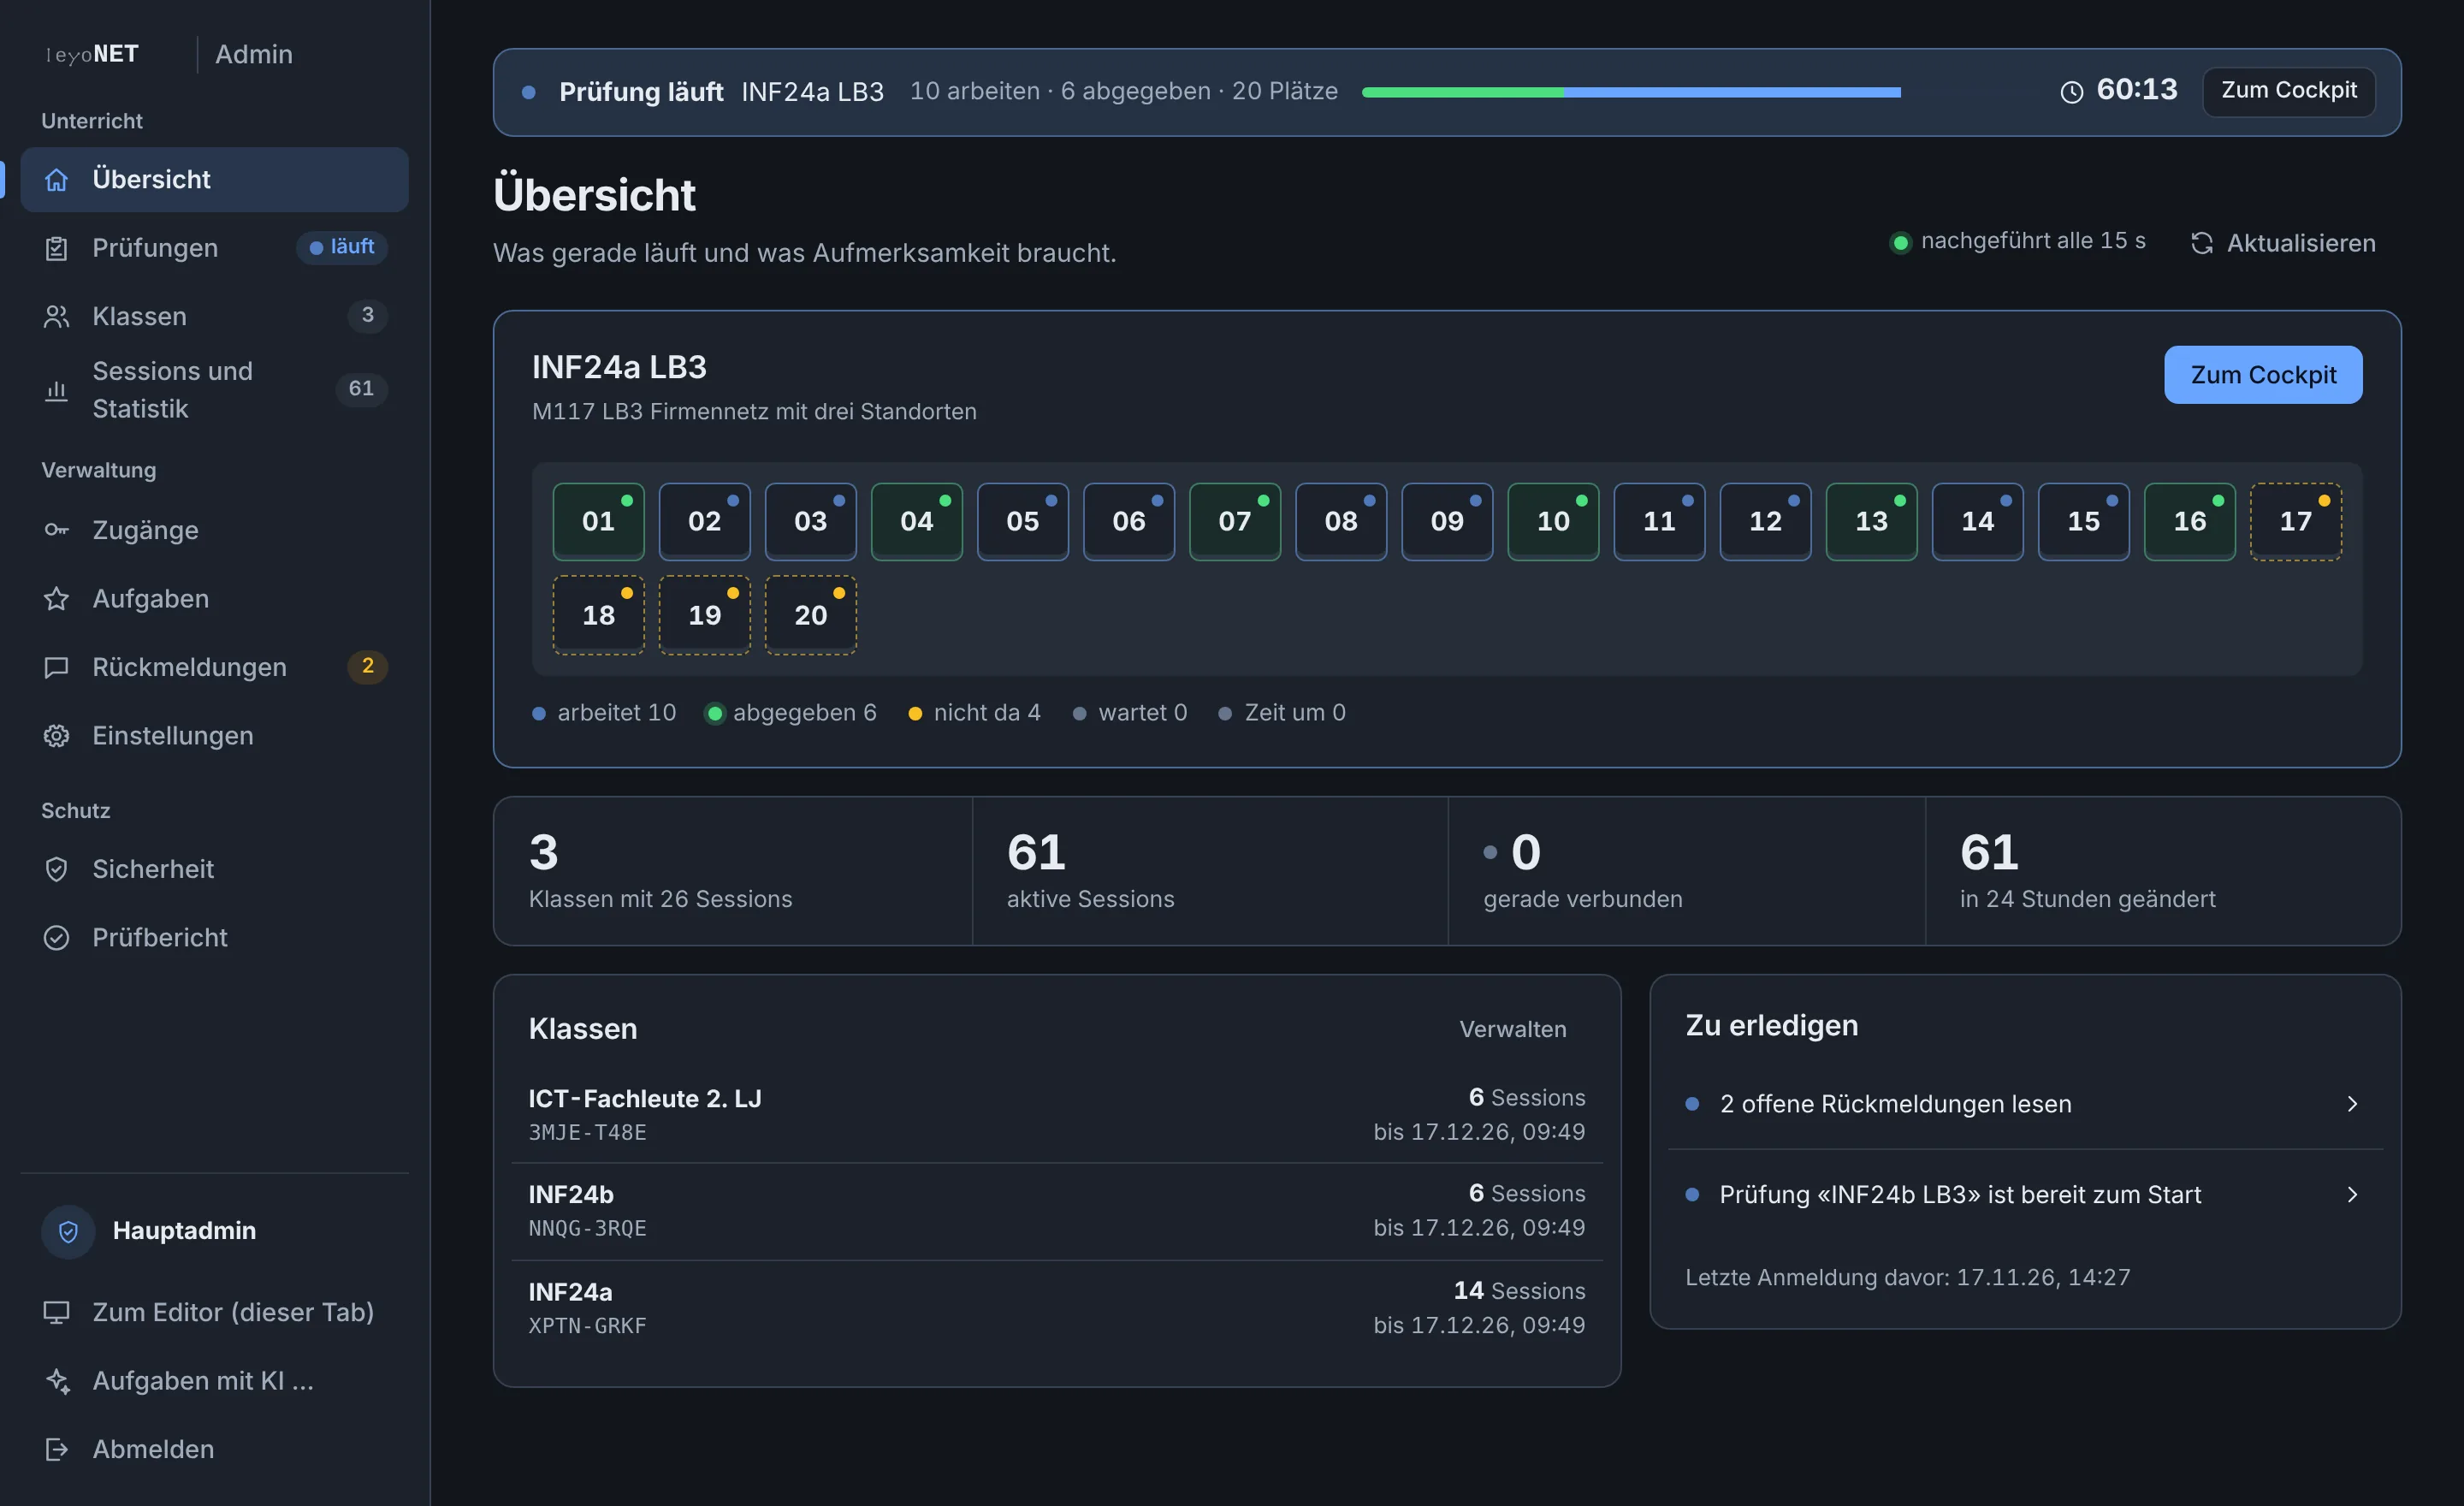 leyoNET Admin
Unterricht
Übersicht
Prüfungen läuft
Klassen 3
Sessions und Statistik 61
Verwaltung
Zugänge
Aufgaben
Rückmeldungen 2
Einstellungen
Schutz
Sicherheit
Prüfbericht
Hauptadmin
Zum Editor (dieser Tab)
Aufgaben mit KI ...
Abmelden
Prüfung läuft INF24a LB3 10 arbeiten · 6 abgegeben · 20 Plätze 60:13 Zum Cockpit
Übersicht
Was gerade läuft und was Aufmerksamkeit braucht.
nachgeführt alle 15 s Aktualisieren
INF24a LB3
M117 LB3 Firmennetz mit drei Standorten
Zum Cockpit
01 02 03 04 05 06 07 08 09 10 11 12 13 14 15 16 17
18 19 20
arbeitet 10 abgegeben 6 nicht da 4 wartet 0 Zeit um 0
3
Klassen mit 26 Sessions
61
aktive Sessions
0
gerade verbunden
61
in 24 Stunden geändert
Klassen Verwalten
ICT-Fachleute 2. LJ 6 Sessions
3MJE-T48E bis 17.12.26, 09:49
INF24b 6 Sessions
NNQG-3RQE bis 17.12.26, 09:49
INF24a 14 Sessions
XPTN-GRKF bis 17.12.26, 09:49
Zu erledigen
2 offene Rückmeldungen lesen
Prüfung «INF24b LB3» ist bereit zum Start
Letzte Anmeldung davor: 17.11.26, 14:27